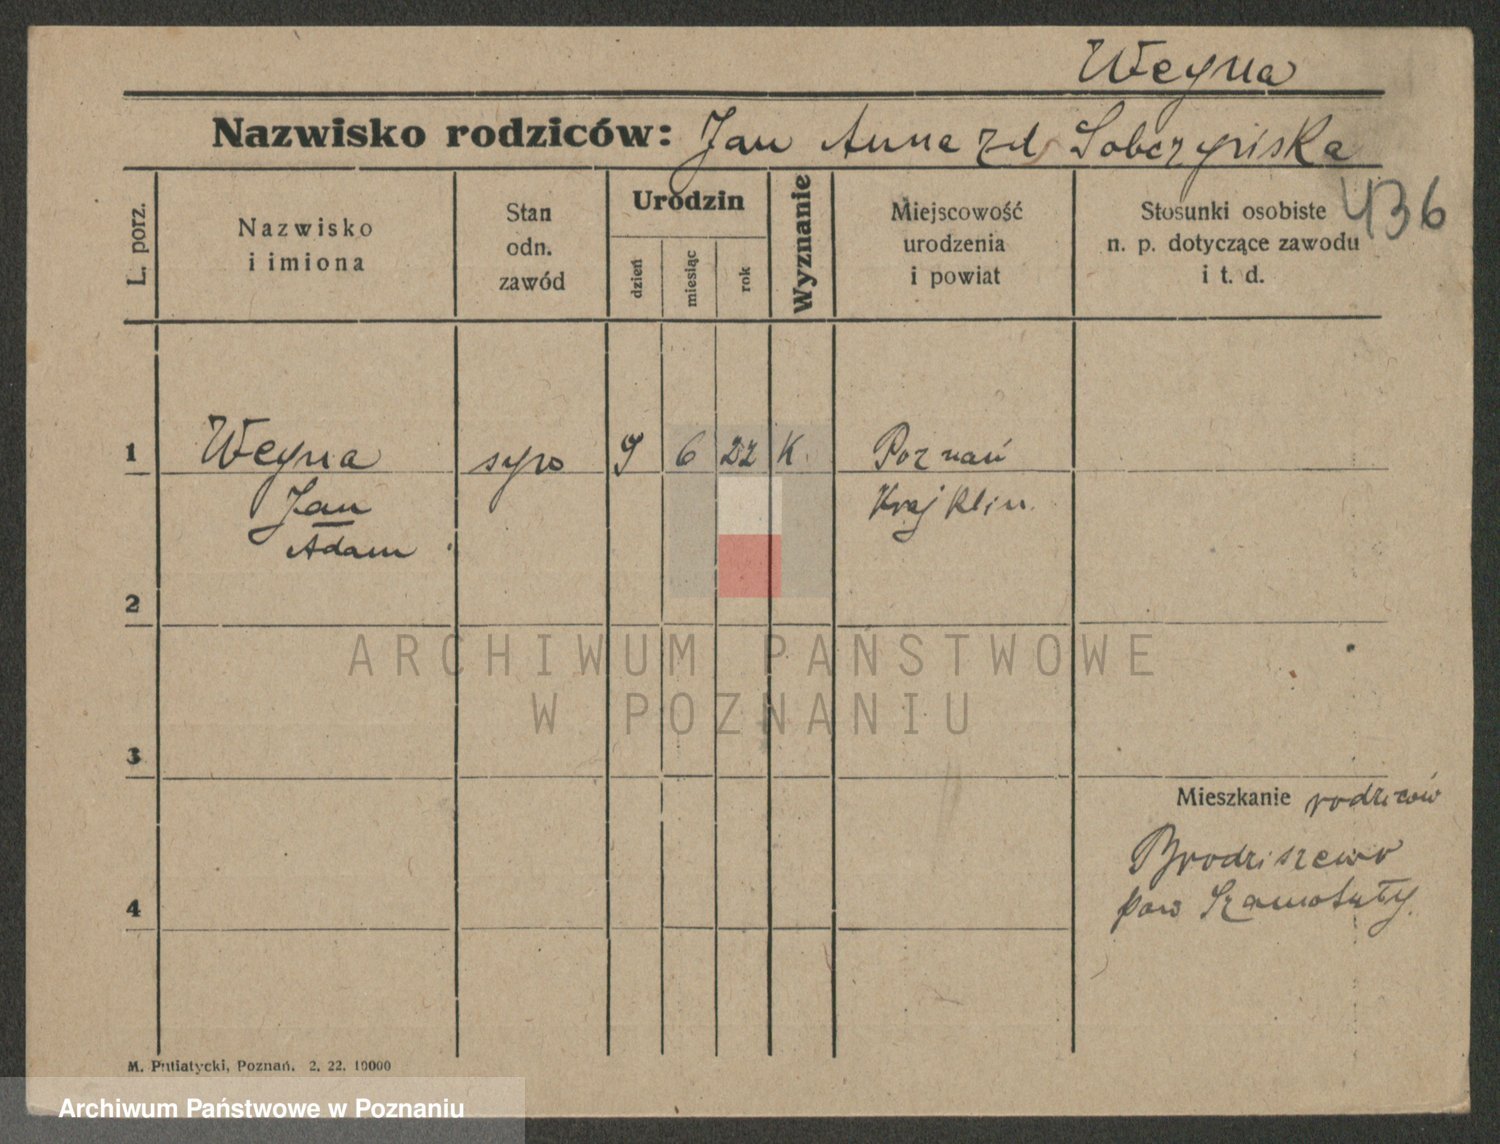 Weyna
Nazwisko rodziców: Jan Anna zd Sobczyńska
436
L. porz.
Nazwisko
i imiona
Stan
odn.
zawód
Urodzin
dzień
miesiąc
rok
Wyznanie
Miejscowość
urodzenia
i powiat
Stosunki osobiste
n. p. dotyczące zawodu
i t. d.
1 Weyna syn 9 6 22 K. Poznań
Jan
Adam
2
3
4
Mieszkanie rodziców
Brodziszewo
pow Szamotuły.
ARCHIWUM PAŃSTWOWE
W POZNANIU
M. Putiatycki, Poznań. 2. 22. 10000
Archiwum Państwowe w Poznaniu